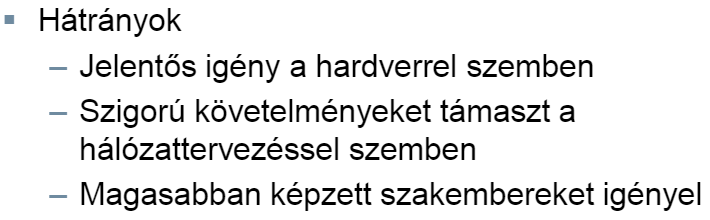 ▪ Hátrányok
– Jelentős igény a hardverrel szemben
– Szigorú követelményeket támaszt a
hálózattervezéssel szemben
– Magasabban képzett szakembereket igényel